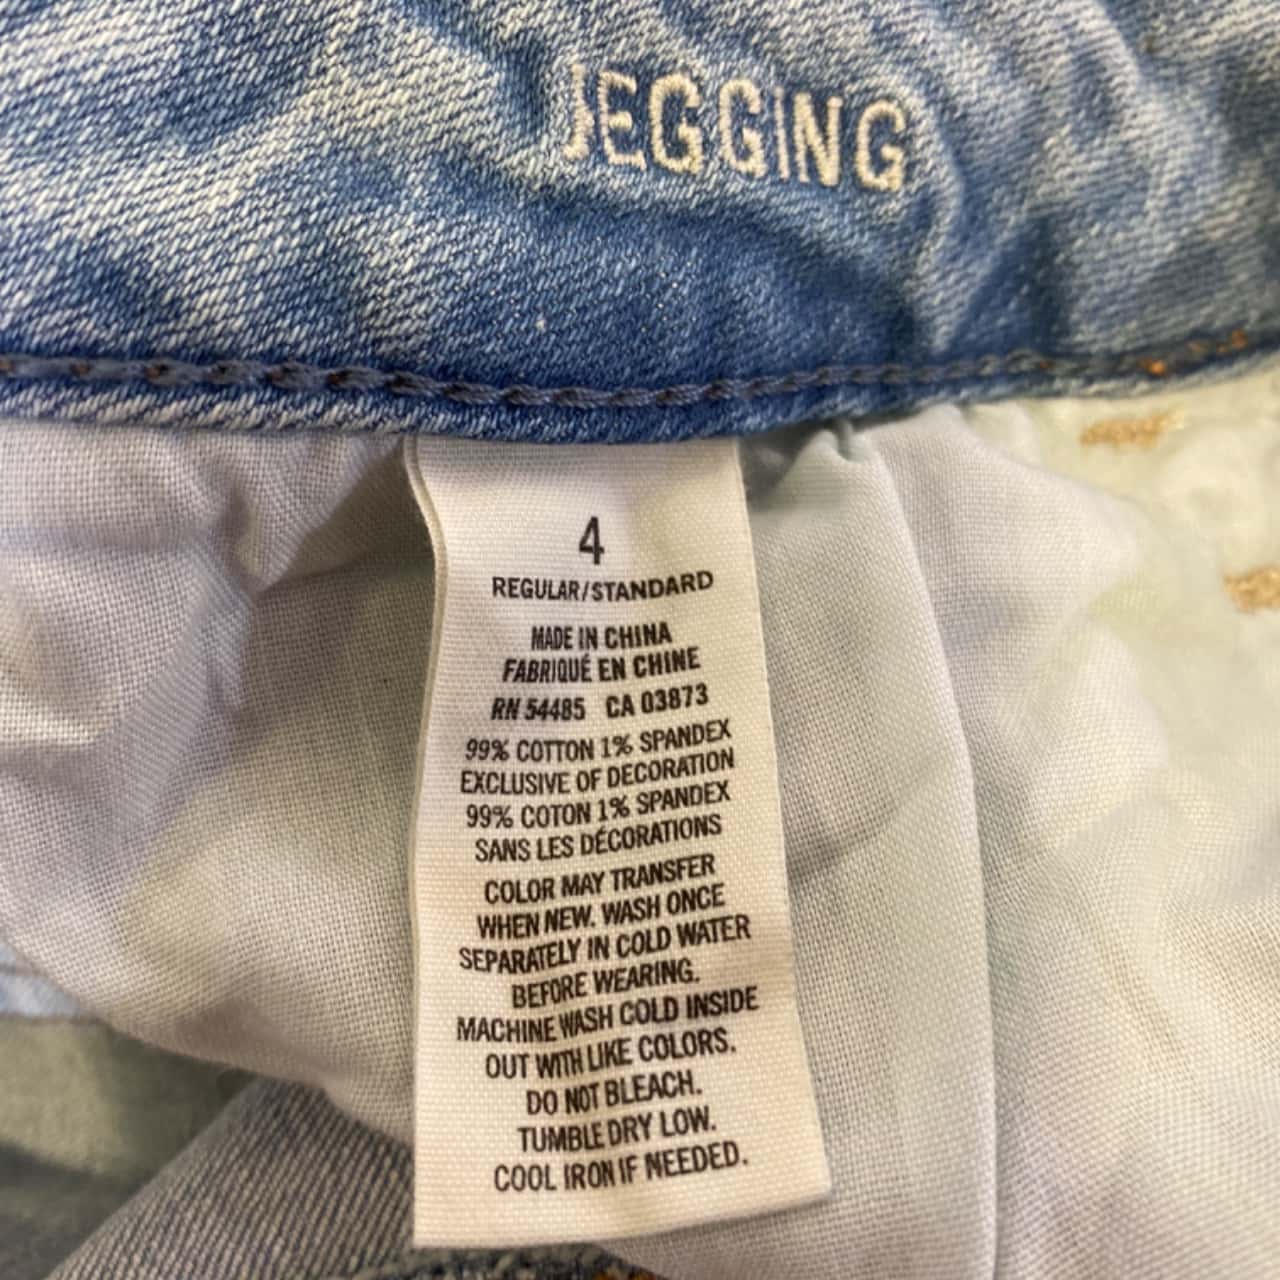 JEGGING
4
REGULAR/STANDARD
MADE IN CHINA
FABRIQUÉ EN CHINE
RN 54485 CA 03873
99% COTTON 1% SPANDEX
EXCLUSIVE OF DECORATION
99% COTON 1% SPANDEX
SANS LES DÉCORATIONS
COLOR MAY TRANSFER
WHEN NEW. WASH ONCE
SEPARATELY IN COLD WATER
BEFORE WEARING.
MACHINE WASH COLD INSIDE
OUT WITH LIKE COLORS.
DO NOT BLEACH.
TUMBLE DRY LOW.
COOL IRON IF NEEDED.